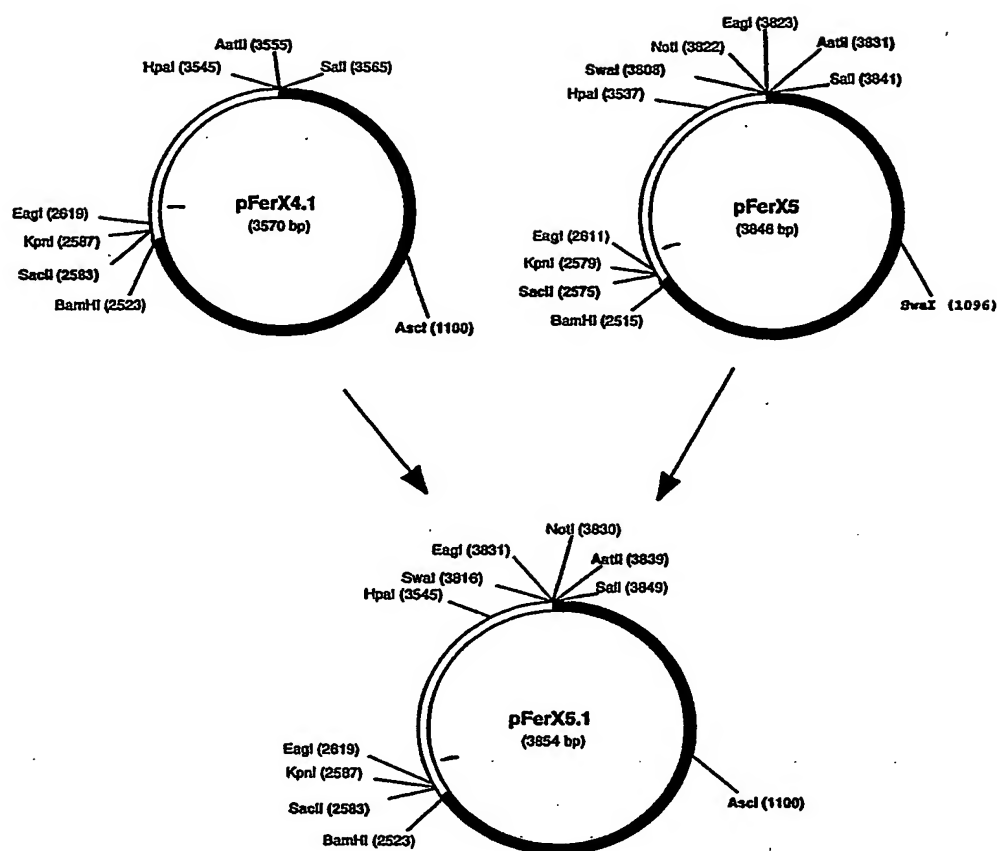 AatII (3555)
HpaI (3545)
SalI (3565)
EagI (2619)
KpnI (2587)
SacII (2583)
BamHI (2523)
AscI (1100)
pFerX4.1
(3570 bp)
EagI (3823)
NotI (3822)
AatII (3831)
SwaI (3808)
SalI (3841)
HpaI (3537)
EagI (2611)
KpnI (2579)
SacII (2575)
BamHI (2515)
SwaI (1096)
pFerX5
(3846 bp)
NotI (3830)
EagI (3831)
AatII (3839)
SwaI (3816)
SalI (3849)
HpaI (3545)
EagI (2619)
KpnI (2587)
SacII (2583)
BamHI (2523)
AscI (1100)
pFerX5.1
(3854 bp)